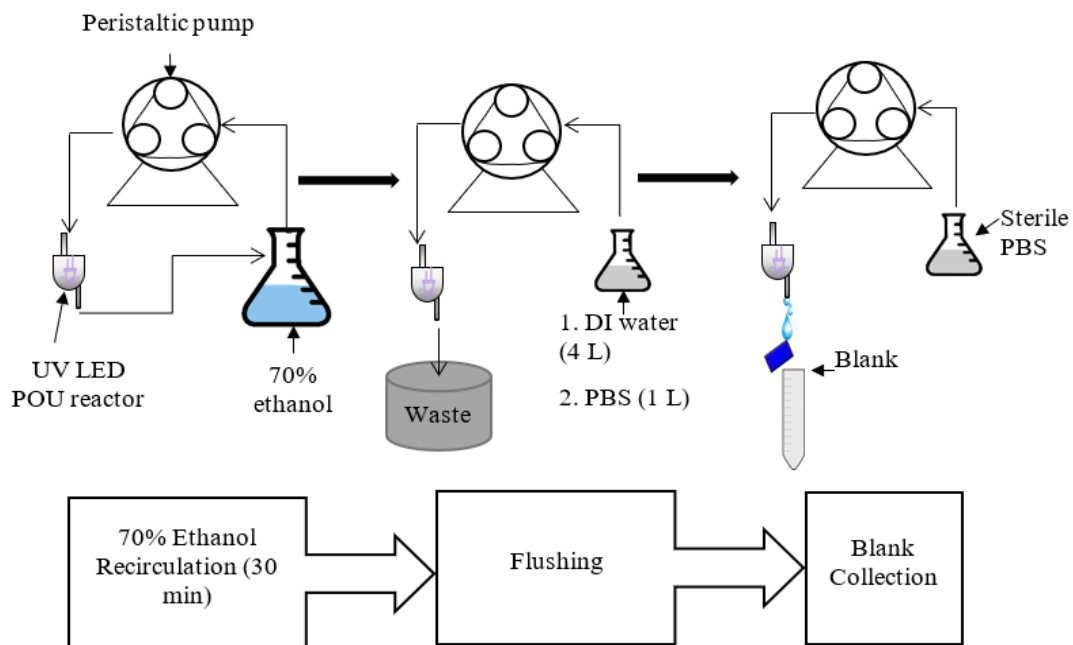 Peristaltic pump
UV LED
POU reactor
70%
ethanol
Waste
1. DI water
(4 L)
2. PBS (1 L)
Sterile
PBS
Blank
70% Ethanol
Recirculation (30
min)
Flushing
Blank
Collection